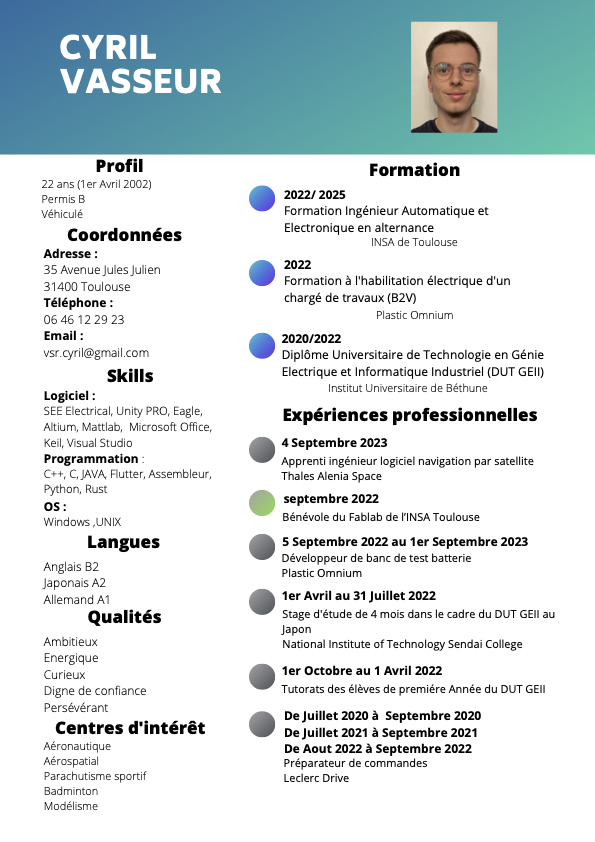 CYRIL
VASSEUR
Profil
22 ans (1er Avril 2002)
Permis B
Véhiculé
Coordonnées
Adresse :
35 Avenue Jules Julien
31400 Toulouse
Téléphone :
06 46 12 29 23
Email :
vsr.cyril@gmail.com
Skills
Logiciel :
SEE Electrical, Unity PRO, Eagle,
Altium, Mattlab, Microsoft Office,
Keil, Visual Studio
Programmation :
C++, C, JAVA, Flutter, Assembleur,
Python, Rust
OS :
Windows ,UNIX
Langues
Anglais B2
Japonais A2
Allemand A1
Qualités
Ambitieux
Energique
Curieux
Digne de confiance
Persévérant
Centres d'intérêt
Aéronautique
Aérospatial
Parachutisme sportif
Badminton
Modélisme
Formation
2022/ 2025
Formation Ingénieur Automatique et
Electronique en alternance
INSA de Toulouse
2022
Formation à l'habilitation électrique d'un
chargé de travaux (B2V)
Plastic Omnium
2020/2022
Diplôme Universitaire de Technologie en Génie
Electrique et Informatique Industriel (DUT GEII)
Institut Universitaire de Béthune
Expériences professionnelles
4 Septembre 2023
Apprenti ingénieur logiciel navigation par satellite
Thales Alenia Space
septembre 2022
Bénévole du Fablab de l’INSA Toulouse
5 Septembre 2022 au 1er Septembre 2023
Développeur de banc de test batterie
Plastic Omnium
1er Avril au 31 Juillet 2022
Stage d'étude de 4 mois dans le cadre du DUT GEII au
Japon
National Institute of Technology Sendai College
1er Octobre au 1 Avril 2022
Tutorats des élèves de premiére Année du DUT GEII
De Juillet 2020 à Septembre 2020
De Juillet 2021 à Septembre 2021
De Aout 2022 à Septembre 2022
Préparateur de commandes
Leclerc Drive